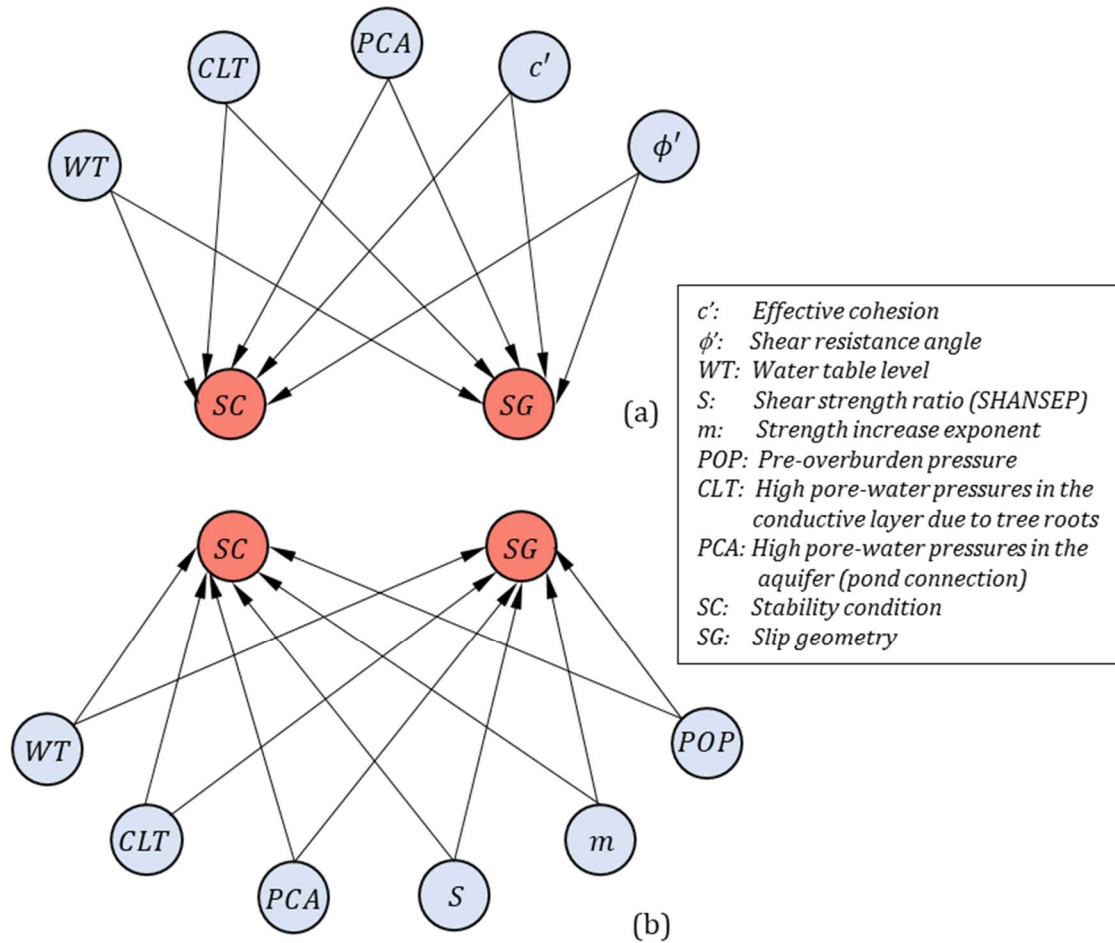 PCA
CLT
c'
ϕ'
WT
SC
SG
(a)
c': Effective cohesion
ϕ': Shear resistance angle
WT: Water table level
S: Shear strength ratio (SHANSEP)
m: Strength increase exponent
POP: Pre-overburden pressure
CLT: High pore-water pressures in the
conductive layer due to tree roots
PCA: High pore-water pressures in the
aquifer (pond connection)
SC: Stability condition
SG: Slip geometry
SC
SG
WT
POP
CLT
m
PCA
S
(b)